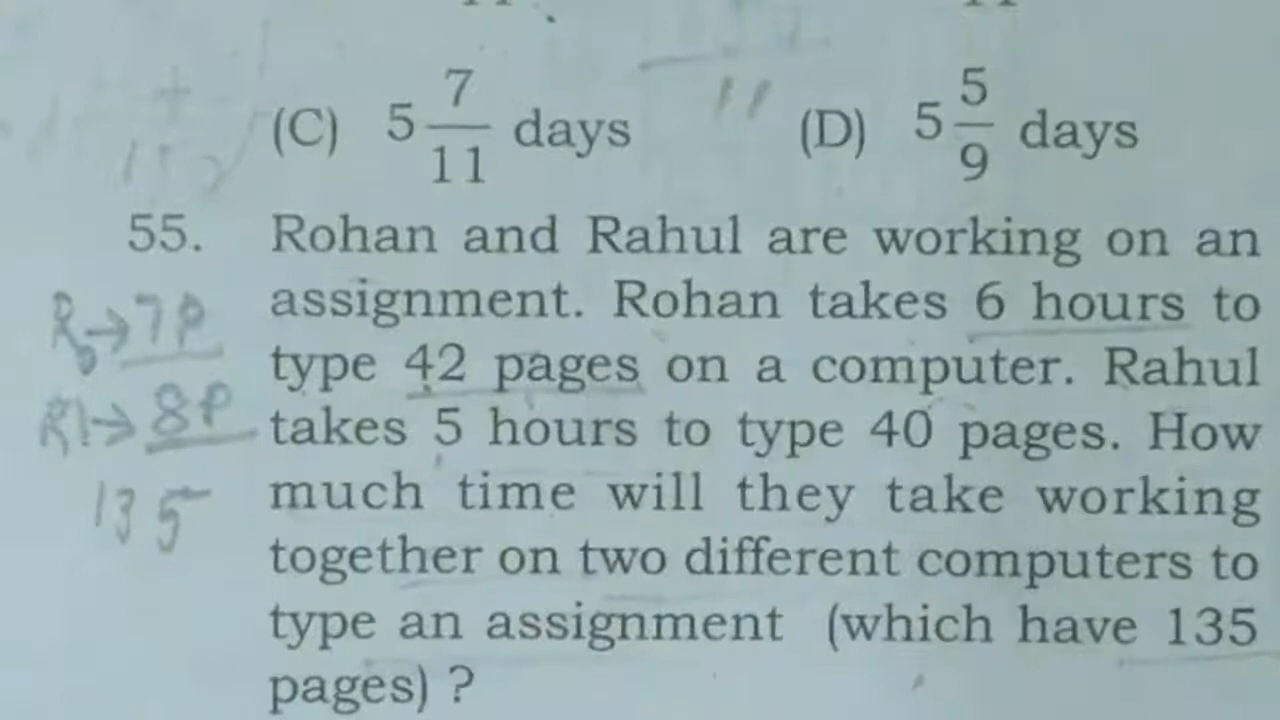 (C) 5 7/11 days (D) 5 5/9 days
55. Rohan and Rahul are working on an
assignment. Rohan takes 6 hours to
type 42 pages on a computer. Rahul
takes 5 hours to type 40 pages. How
much time will they take working
together on two different computers to
type an assignment (which have 135
pages) ?
R0→7P
Rl→8P
135